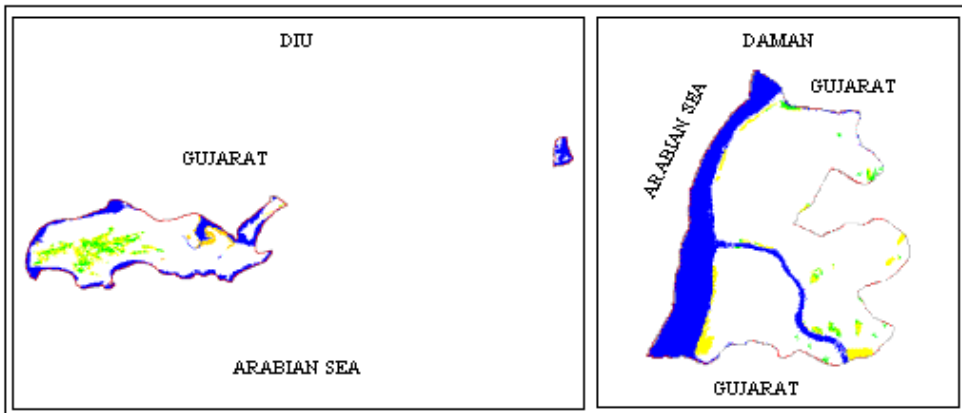 DIU
GUJARAT
ARABIAN SEA
DAMAN
GUJARAT
ARABIAN SEA
GUJARAT